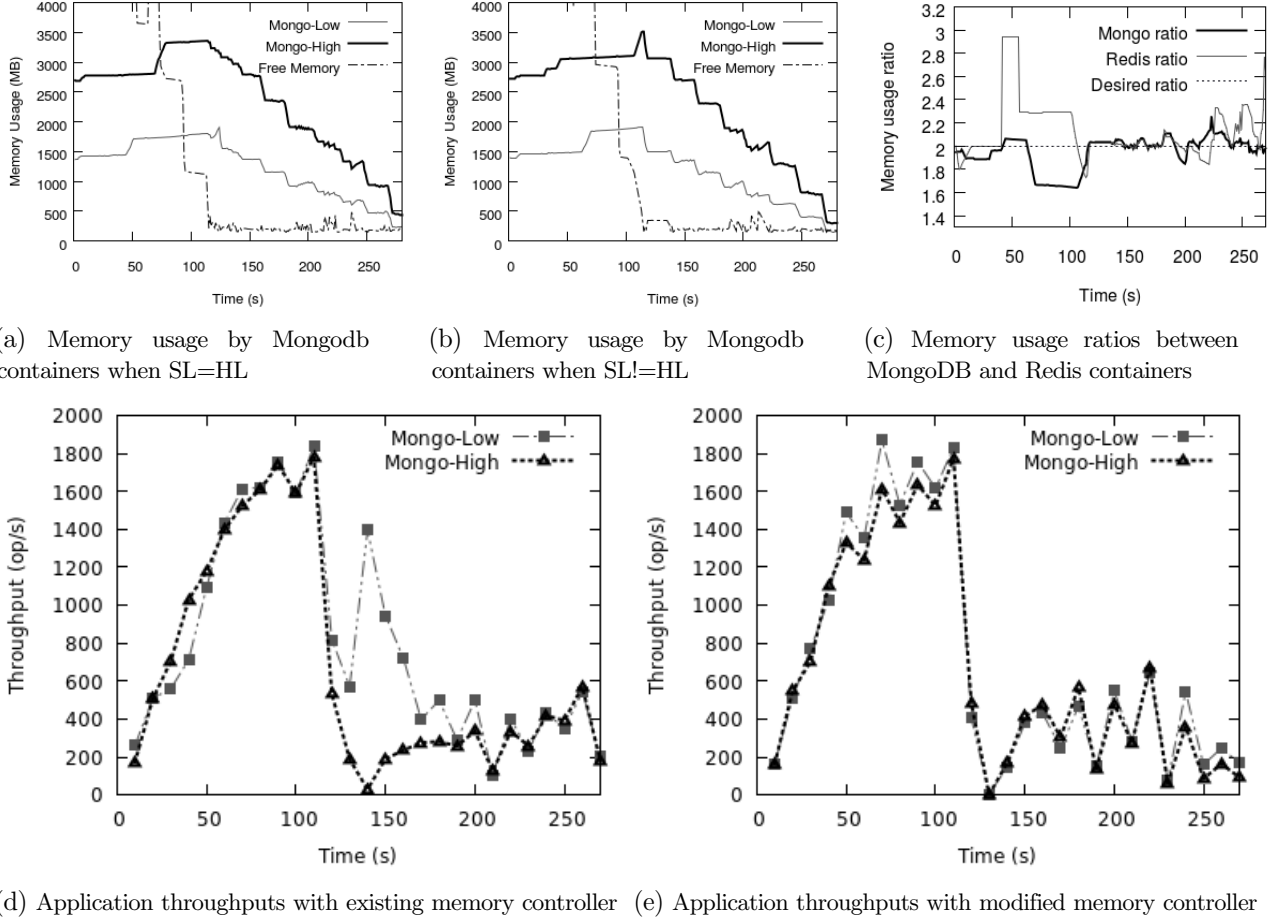 4000
3500
3000
2500
2000
1500
1000
500
0
Memory Usage (MB)
Mongo-Low
Mongo-High
Free Memory
0 50 100 150 200 250
Time (s)
4000
3500
3000
2500
2000
1500
1000
500
0
Memory Usage (MB)
Mongo-Low
Mongo-High
Free Memory
0 50 100 150 200 250
Time (s)
3.2
3
2.8
2.6
2.4
2.2
2
1.8
1.6
1.4
Memory usage ratio
Mongo ratio
Redis ratio
Desired ratio
0 50 100 150 200 250
Time (s)
(a) Memory usage by Mongodb
containers when SL=HL
(b) Memory usage by Mongodb
containers when SL!=HL
(c) Memory usage ratios between
MongoDB and Redis containers
2000
1800
1600
1400
1200
1000
800
600
400
200
0
Throughput (op/s)
Mongo-Low
Mongo-High
0 50 100 150 200 250
Time (s)
2000
1800
1600
1400
1200
1000
800
600
400
200
0
Throughput (op/s)
Mongo-Low
Mongo-High
0 50 100 150 200 250
Time (s)
(d) Application throughputs with existing memory controller
(e) Application throughputs with modified memory controller